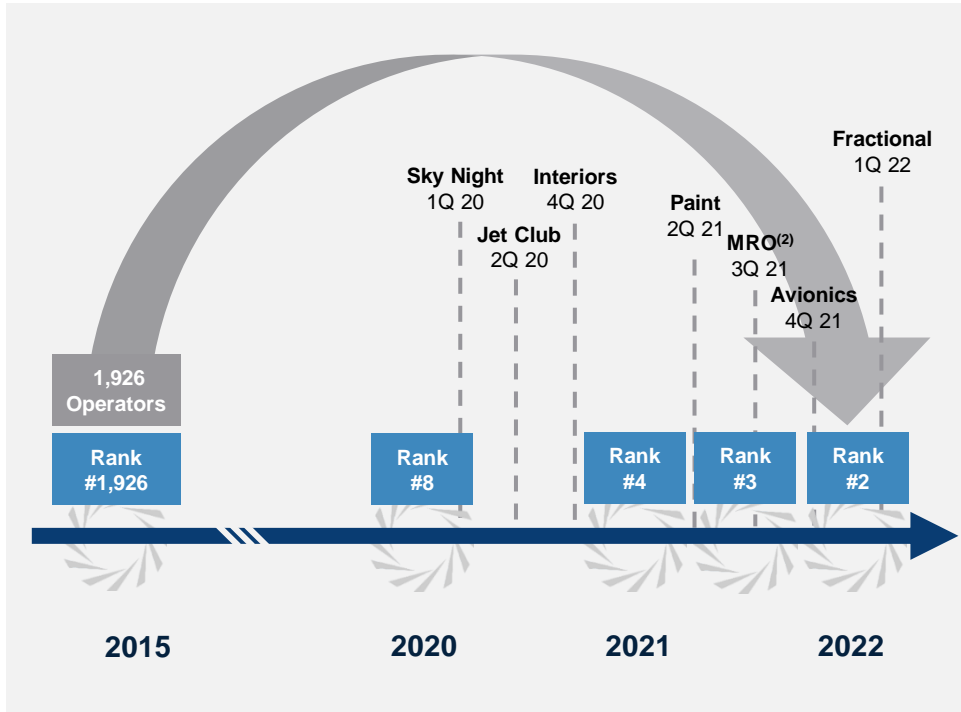 Fractional
1Q 22
Sky Night
1Q 20
Interiors
4Q 20
Paint
2Q 21
Jet Club
2Q 20
MRO(2)
3Q 21
Avionics
4Q 21
1,926
Operators
Rank
#1,926
Rank
#8
Rank
#4
Rank
#3
Rank
#2
2015
2020
2021
2022